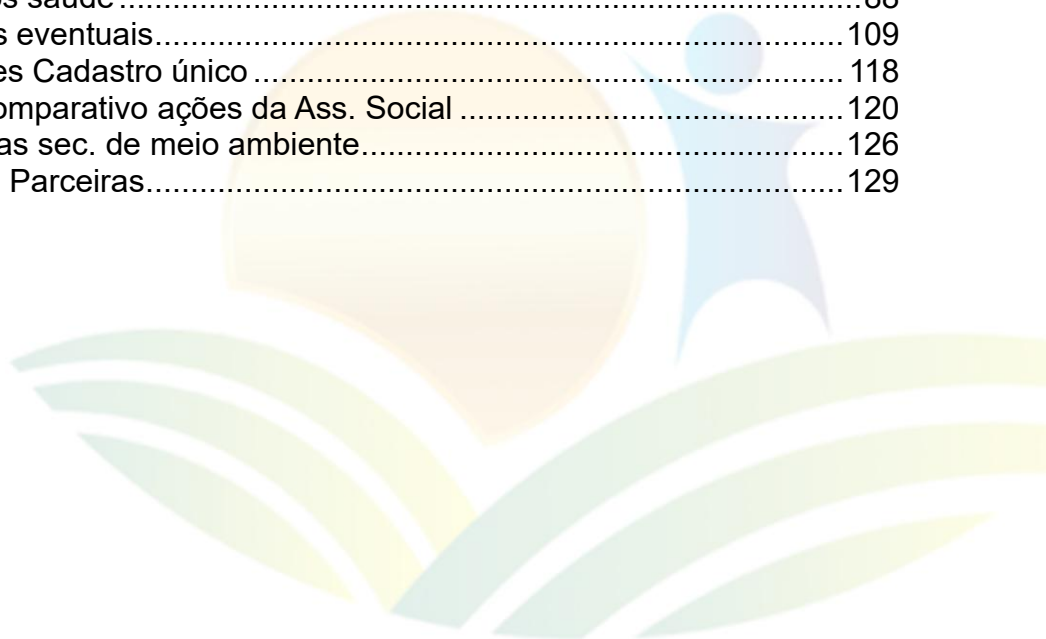 s eventuais........................................................................109
es Cadastro único.............................................................118
omparativo ações da Ass. Social......................................120
as sec. de meio ambiente.................................................126
Parceiras..........................................................................129